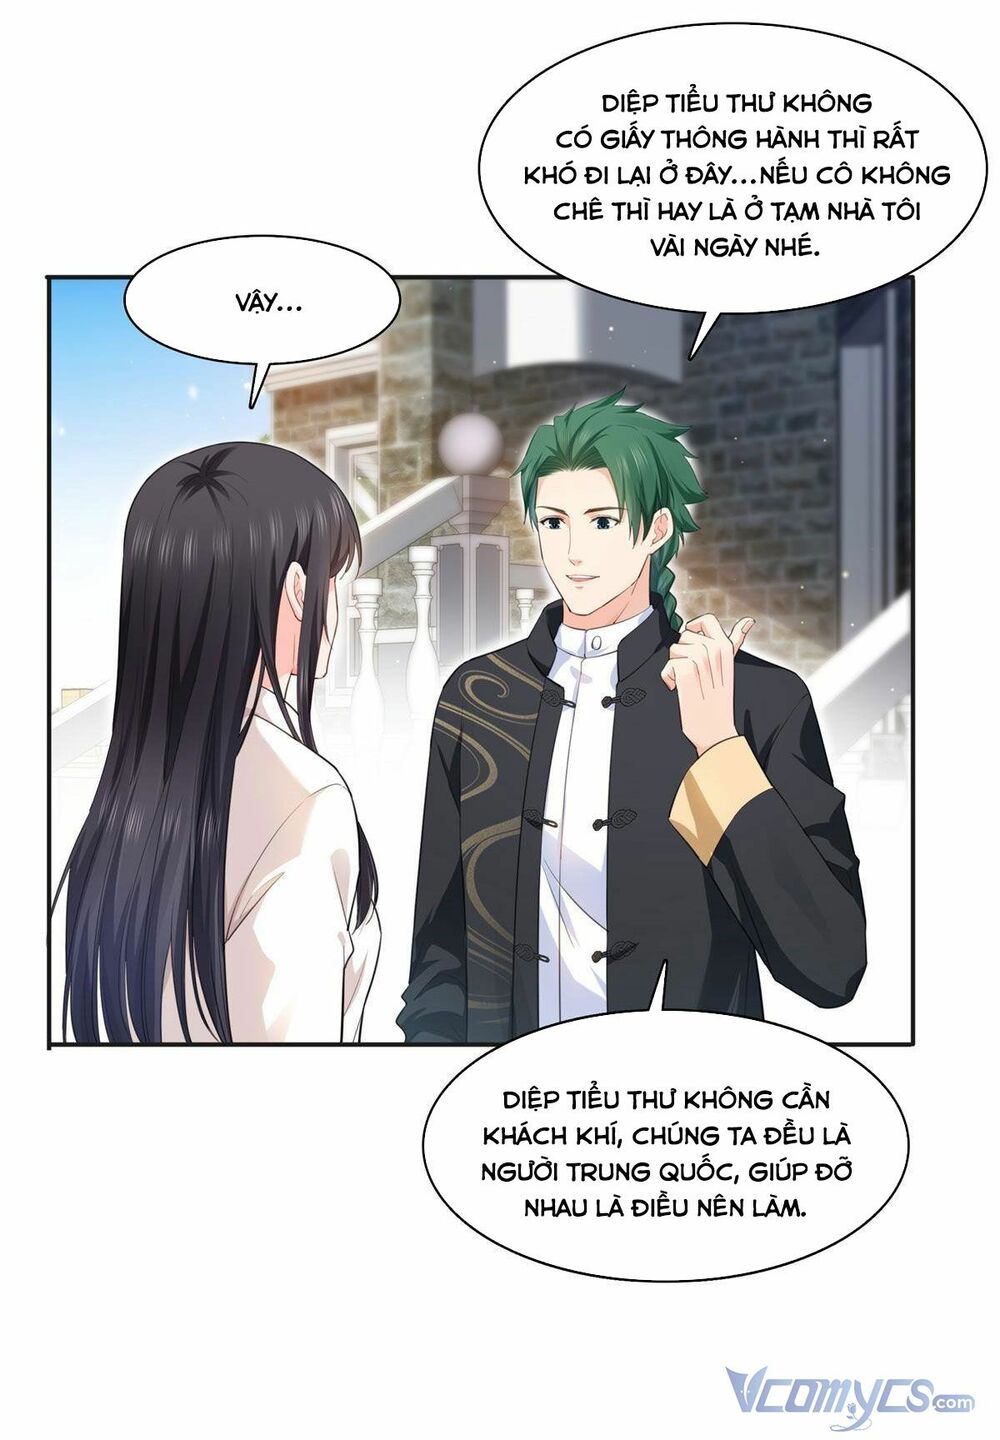 DIỆP TIỂU THƯ KHÔNG
CÓ GIẤY THÔNG HÀNH THÌ RẤT
KHÓ ĐI LẠI Ở ĐÂY...NẾU CÔ KHÔNG
CHÊ THÌ HAY LÀ Ở TẠM NHÀ TÔI
VÀI NGÀY NHÉ.
VẬY...
DIỆP TIỂU THƯ KHÔNG CẦN
KHÁCH KHÍ, CHÚNG TA ĐỀU LÀ
NGƯỜI TRUNG QUỐC, GIÚP ĐỠ
NHAU LÀ ĐIỀU NÊN LÀM.
VCOMYCS.com